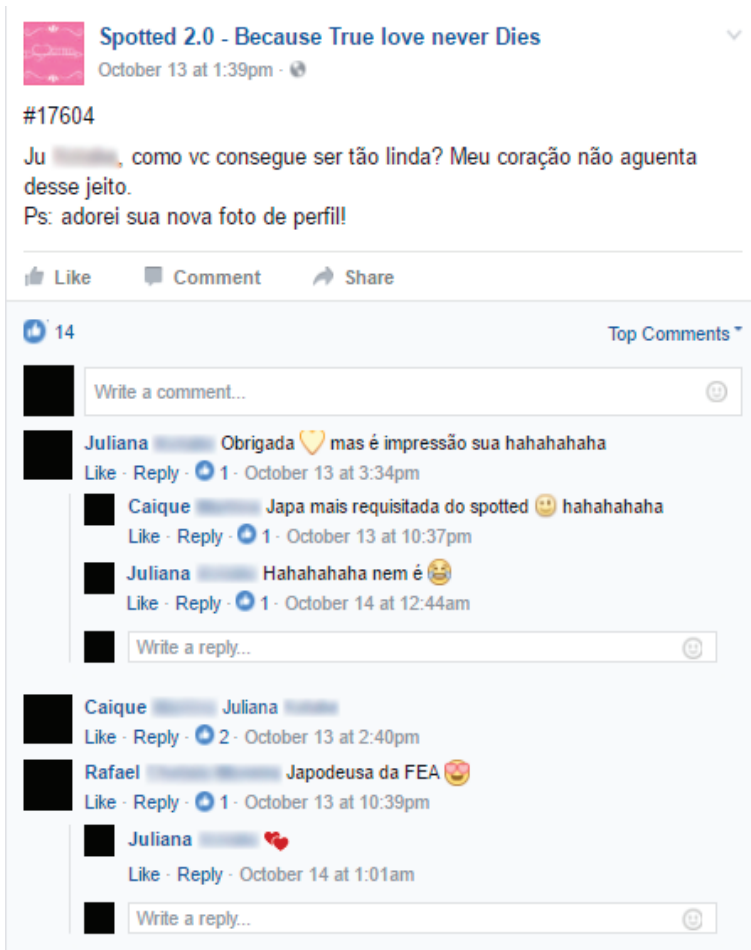 Spotted 2.0 - Because True love never Dies
October 13 at 1:39pm ·
#17604
Ju , como vc consegue ser tão linda? Meu coração não aguenta
desse jeito.
Ps: adorei sua nova foto de perfil!
Like Comment Share
14 Top Comments
Write a comment...
Juliana Obrigada mas é impressão sua hahahahaha
Like · Reply · 1 · October 13 at 3:34pm
Caique Japa mais requisitada do spotted hahahahaha
Like · Reply · 1 · October 13 at 10:37pm
Juliana Hahahahaha nem é
Like · Reply · 1 · October 14 at 12:44am
Write a reply...
Caique Juliana
Like · Reply · 2 · October 13 at 2:40pm
Rafael Japodeusa da FEA
Like · Reply · 1 · October 13 at 10:39pm
Juliana
Like · Reply · October 14 at 1:01am
Write a reply...